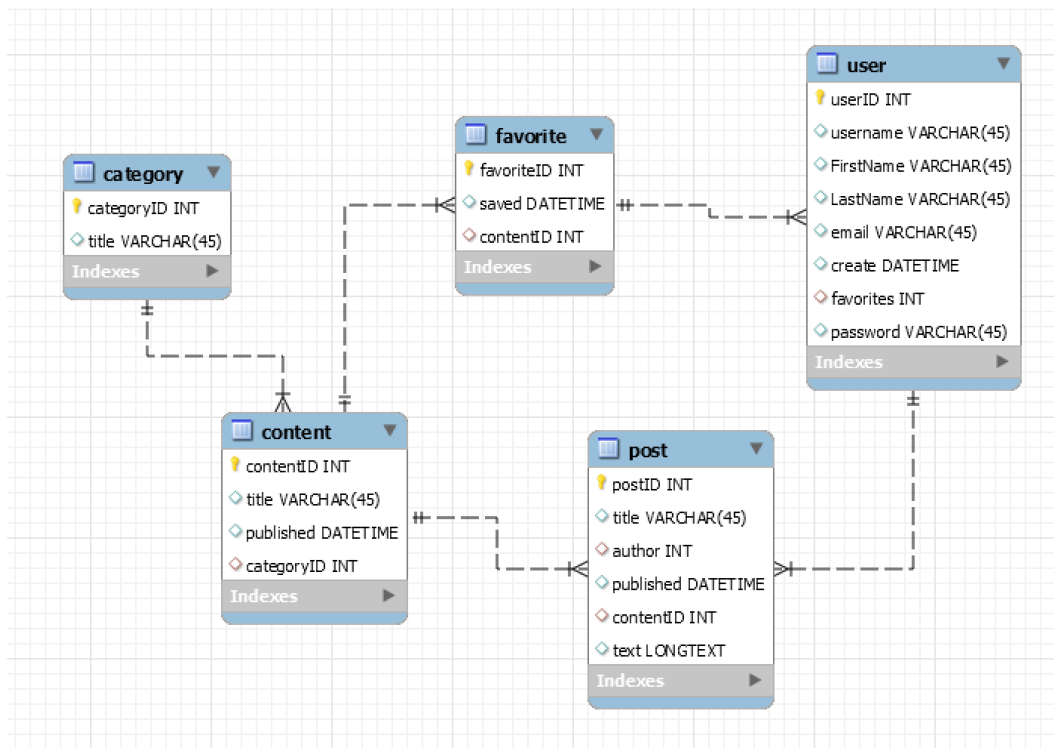 category
categoryID INT
title VARCHAR(45)
Indexes
favorite
favoriteID INT
saved DATETIME
contentID INT
Indexes
user
userID INT
username VARCHAR(45)
FirstName VARCHAR(45)
LastName VARCHAR(45)
email VARCHAR(45)
create DATETIME
favorites INT
password VARCHAR(45)
Indexes
content
contentID INT
title VARCHAR(45)
published DATETIME
categoryID INT
Indexes
post
postID INT
title VARCHAR(45)
author INT
published DATETIME
contentID INT
text LONGTEXT
Indexes